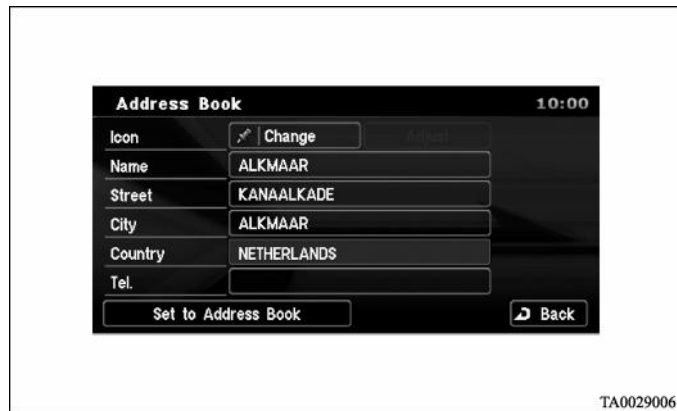 Address Book 10:00
Icon Change Adjust
Name ALKMAAR
Street KANAALKADE
City ALKMAAR
Country NETHERLANDS
Tel.
Set to Address Book Back
TA0029006